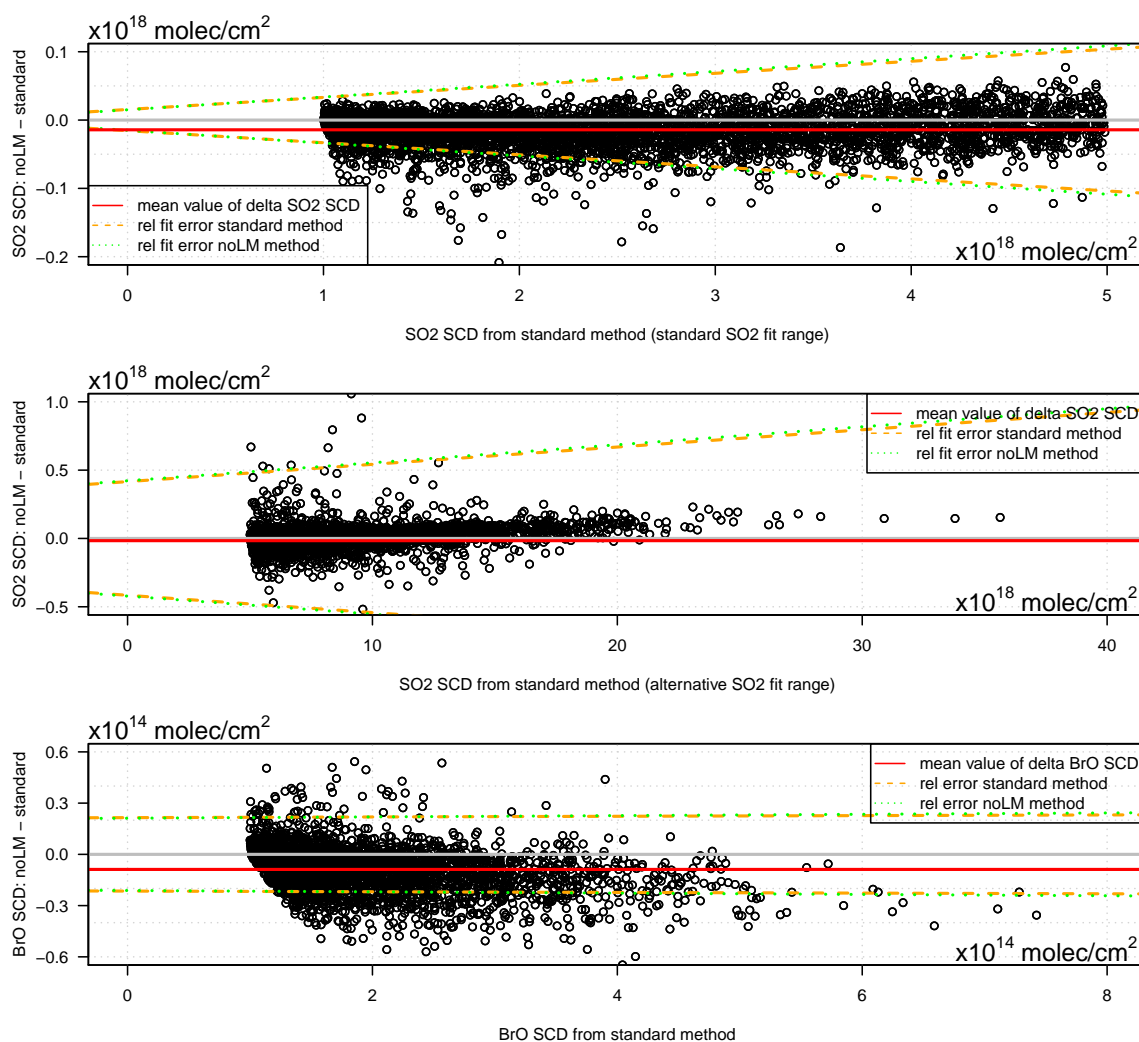 x10^18 molec/cm^2
SO2 SCD: noLM − standard
0.1
0.0
−0.1
−0.2
mean value of delta SO2 SCD
rel fit error standard method
rel fit error noLM method
x10^18 molec/cm^2
0 1 2 3 4 5
SO2 SCD from standard method (standard SO2 fit range)
x10^18 molec/cm^2
SO2 SCD: noLM − standard
1.0
0.5
0.0
−0.5
mean value of delta SO2 SCD
rel fit error standard method
rel fit error noLM method
x10^18 molec/cm^2
0 10 20 30 40
SO2 SCD from standard method (alternative SO2 fit range)
x10^14 molec/cm^2
BrO SCD: noLM − standard
0.6
0.3
0.0
−0.3
−0.6
mean value of delta BrO SCD
rel error standard method
rel error noLM method
x10^14 molec/cm^2
0 2 4 6 8
BrO SCD from standard method